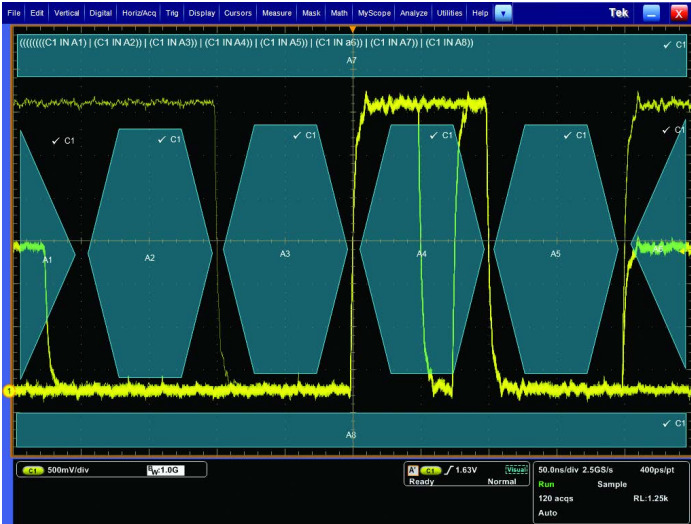 File Edit Vertical Digital Horiz/Acq Trig Display Cursors Measure Mask Math MyScope Analyze Utilities Help Tek X
((((((((C1 IN A1) | (C1 IN A2)) | (C1 IN A3)) | (C1 IN A4)) | (C1 IN A5)) | (C1 IN a6)) | (C1 IN A7)) | (C1 IN A8)) C1
A7
C1 C1 C1 C1 C1 C1
A1 A2 A3 A4 A5
1
C1
A8
C1 500mV/div BW:1.0G
A' C1 1.63V Visual
Ready Normal
50.0ns/div 2.5GS/s 400ps/pt
Run Sample
120 acqs RL:1.25k
Auto